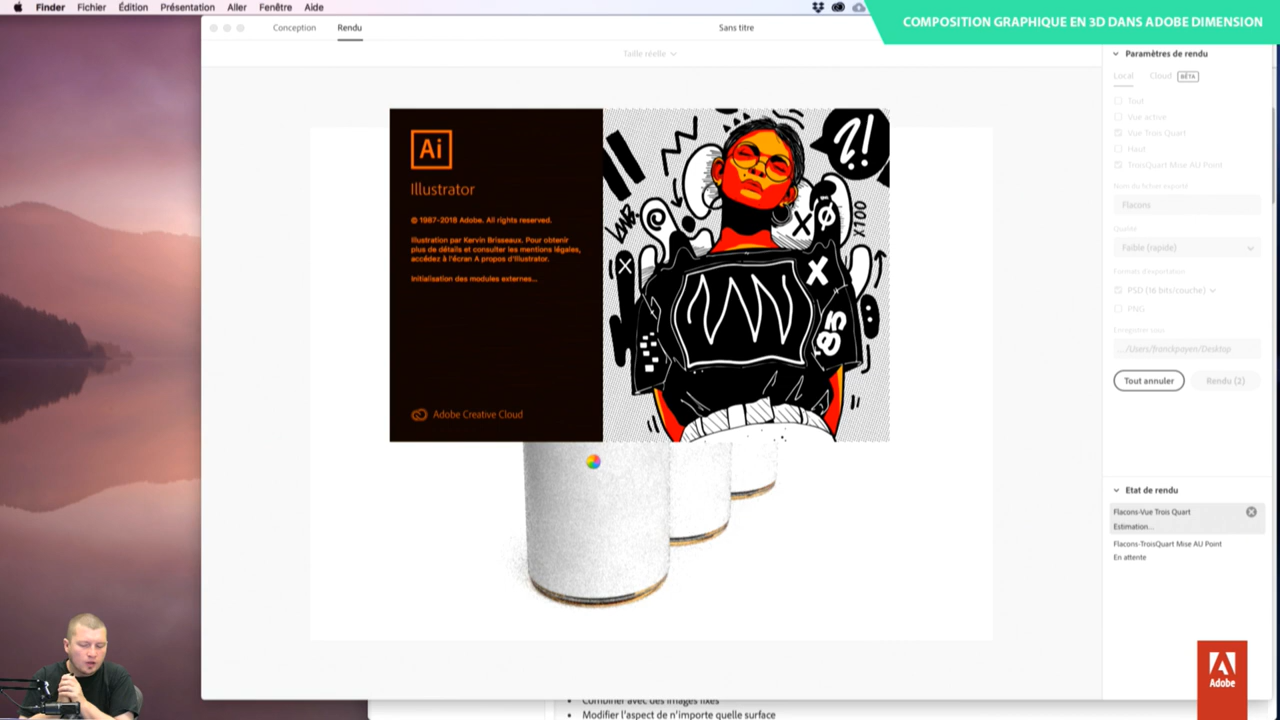 Finder Fichier Édition Présentation Aller Fenêtre Aide
COMPOSITION GRAPHIQUE EN 3D DANS ADOBE DIMENSION
Conception Rendu
Sans titre
Taille réelle
Ai
Illustrator
© 1987-2018 Adobe. All rights reserved.
Illustration par Kervin Brisseaux. Pour obtenir
plus de détails et consulter les mentions légales,
accédez à l'écran A propos d'Illustrator.
Initialisation des modules externes...
Adobe Creative Cloud
?!
X100
85
Paramètres de rendu
Local Cloud BÊTA
Tout
Vue active
Vue Trois Quart
Haut
TroisQuart Mise AU Point
Nom du fichier exporté
Flacons
Qualité
Faible (rapide)
Formats d'exportation
PSD (16 bits/couche)
PNG
Enregistrer sous
.../Users/franckpayen/Desktop
Tout annuler Rendu (2)
Etat de rendu
Flacons-Vue Trois Quart
Estimation...
Flacons-TroisQuart Mise AU Point
En attente
Adobe
• Combiner avec des images fixes
• Modifier l'aspect de n'importe quelle surface